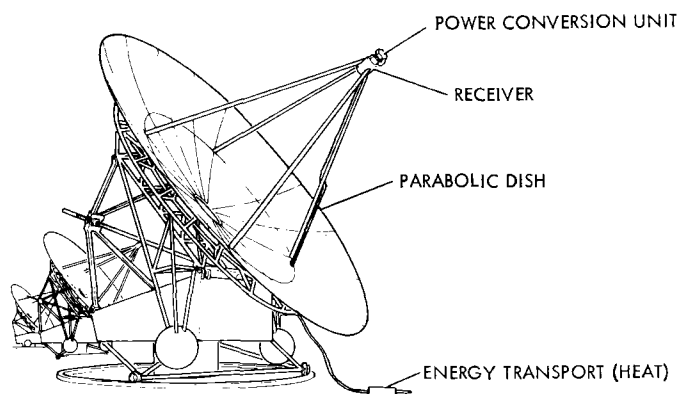 POWER CONVERSION UNIT
RECEIVER
PARABOLIC DISH
ENERGY TRANSPORT (HEAT)